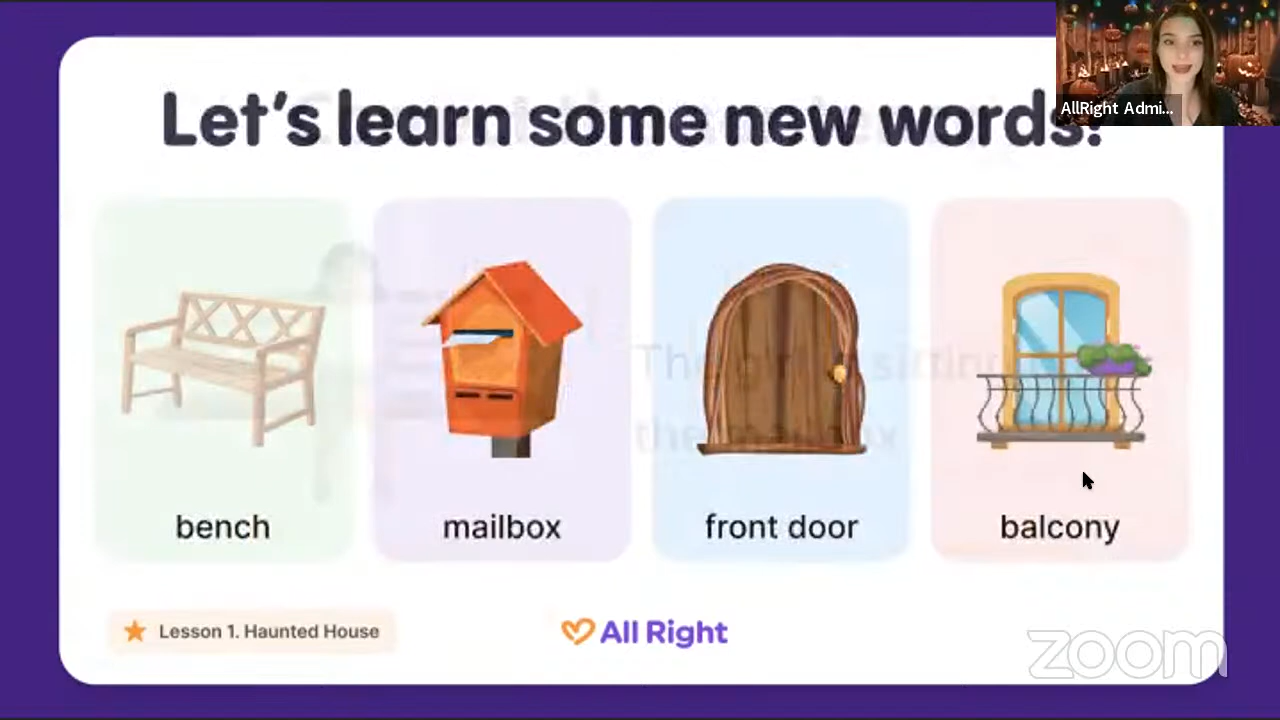 Let's learn some new words!
AllRight Admi...
bench
mailbox
front door
balcony
Lesson 1. Haunted House
All Right
zoom